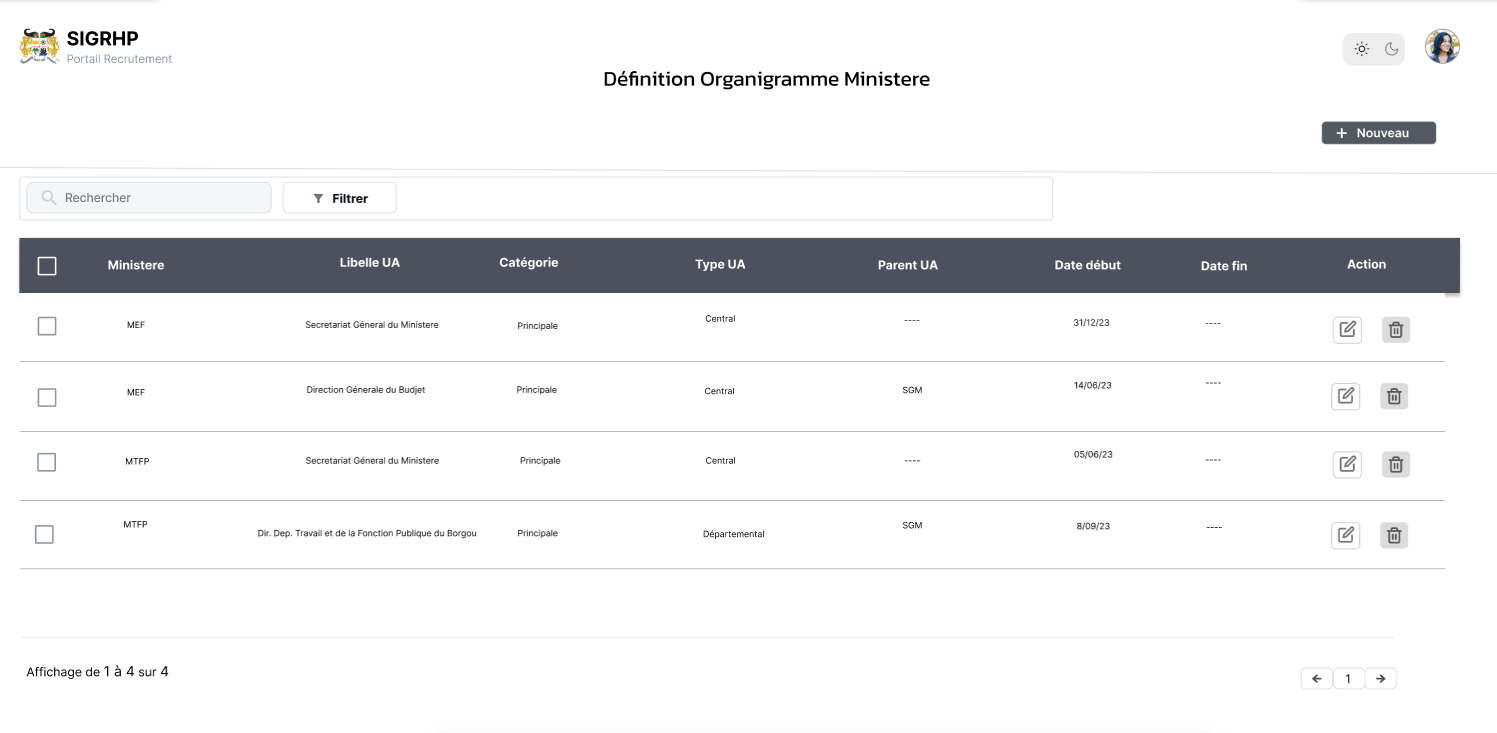 SIGRHP
Portail Recrutement
Définition Organigramme Ministere
+ Nouveau
Rechercher
Filtrer
Ministere Libelle UA Catégorie Type UA Parent UA Date début Date fin Action
MEF Secretariat Géneral du Ministere Principale Central ---- 31/12/23 ----
MEF Direction Génerale du Budjet Principale Central SGM 14/06/23 ----
MTFP Secretariat Géneral du Ministere Principale Central ---- 05/06/23 ----
MTFP Dir. Dep. Travail et de la Fonction Publique du Borgou Principale Départemental SGM 8/09/23 ----
Affichage de 1 à 4 sur 4
← 1 →